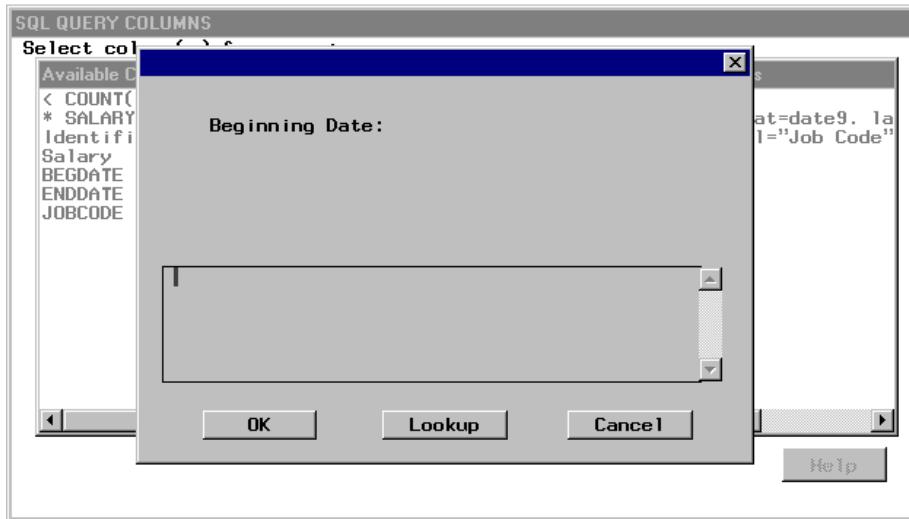 SQL QUERY COLUMNS
Select
Available
s
< COUNT(
* SALARY
at=date9. la
Identifi
l="Job Code"
Salary
BEGDATE
ENDDATE
JOBCODE
Beginning Date:
OK Lookup Cancel
Help